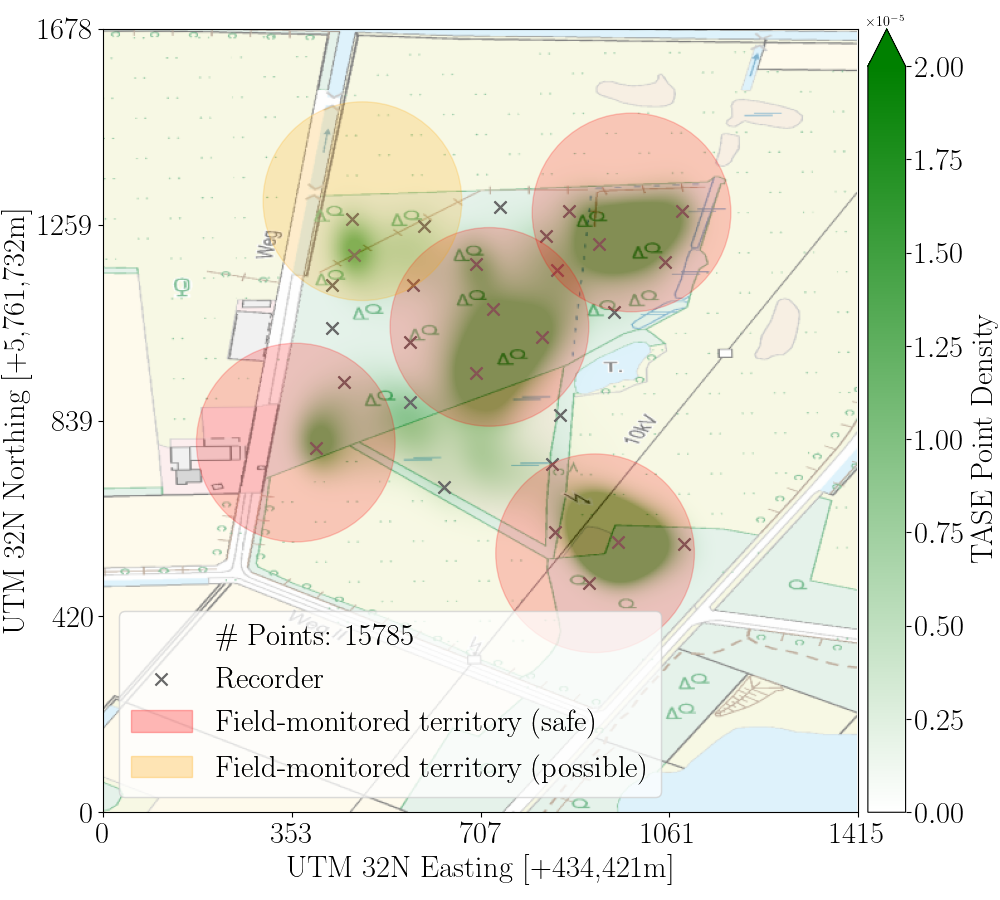 1678
×10⁻⁵
2.00
1.75
1259
Weg
1.50
UTM 32N Northing [+5,761,732m]
1.25
TASE Point Density
T.
839
10kV
1.00
0.75
420
0.50
# Points: 15785
Recorder
Field-monitored territory (safe)
0.25
Field-monitored territory (possible)
0
0.00
0
353
707
1061
1415
UTM 32N Easting [+434,421m]